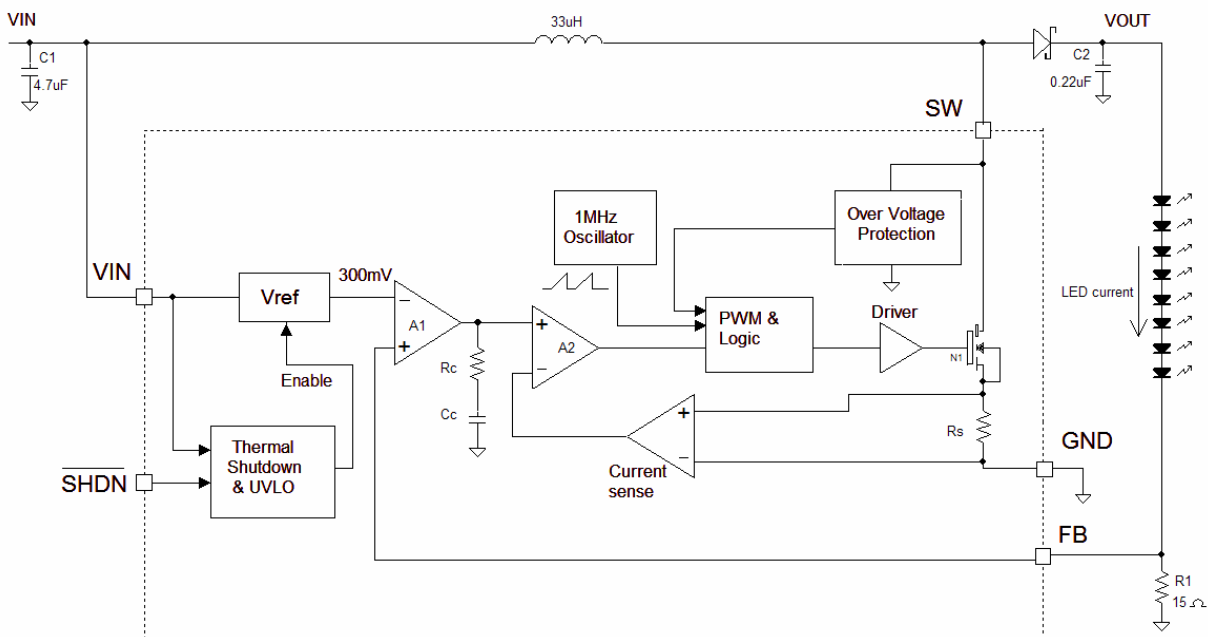 VIN
C1
4.7uF
33uH
VOUT
C2
0.22uF
SW
1MHz
Oscillator
Over Voltage
Protection
VIN
Vref
300mV
−
A1
+
+
A2
−
PWM &
Logic
Driver
N1
LED current
Enable
Rc
Cc
Thermal
Shutdown
& UVLO
SHDN
+
−
Current
sense
Rs
GND
FB
R1
15 Ω